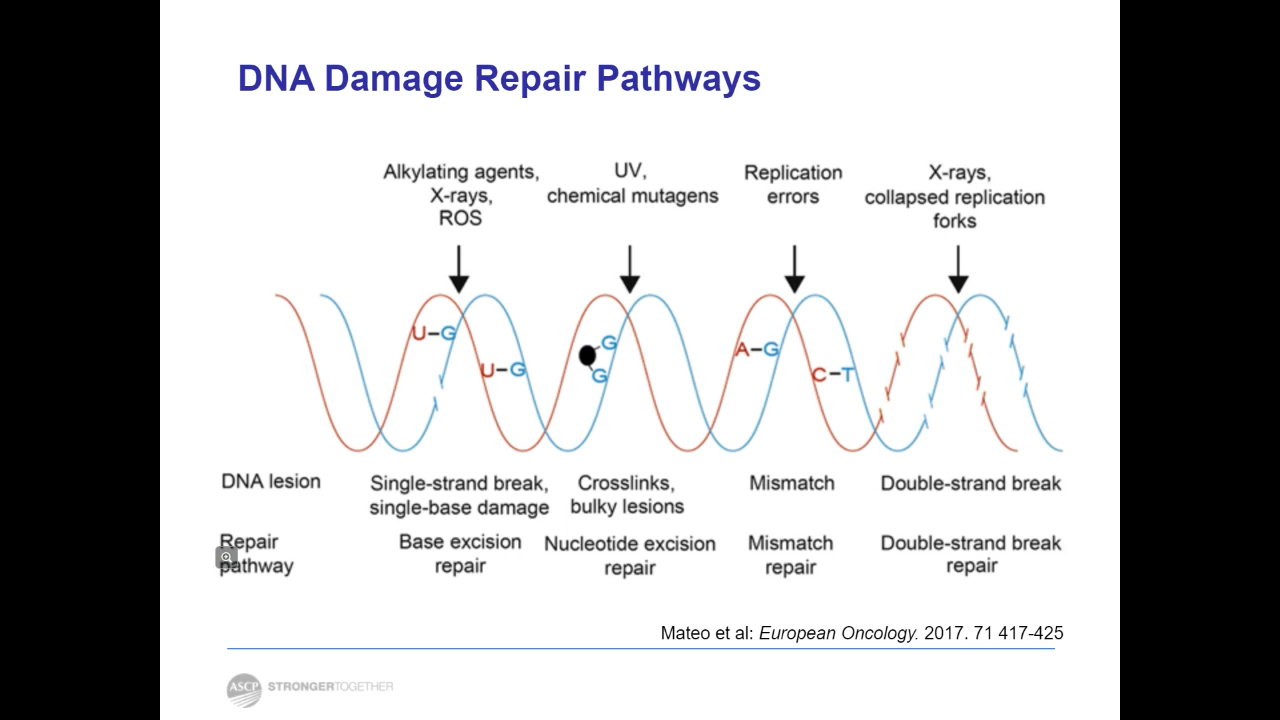 DNA Damage Repair Pathways
Alkylating agents,
X-rays,
ROS
UV,
chemical mutagens
Replication
errors
X-rays,
collapsed replication
forks
U–G
U–G
G
G
A–G
C–T
DNA lesion
Single-strand break,
single-base damage
Crosslinks,
bulky lesions
Mismatch
Double-strand break
Repair
pathway
Base excision
repair
Nucleotide excision
repair
Mismatch
repair
Double-strand break
repair
Mateo et al: European Oncology. 2017. 71 417-425
ASCP STRONGERTOGETHER